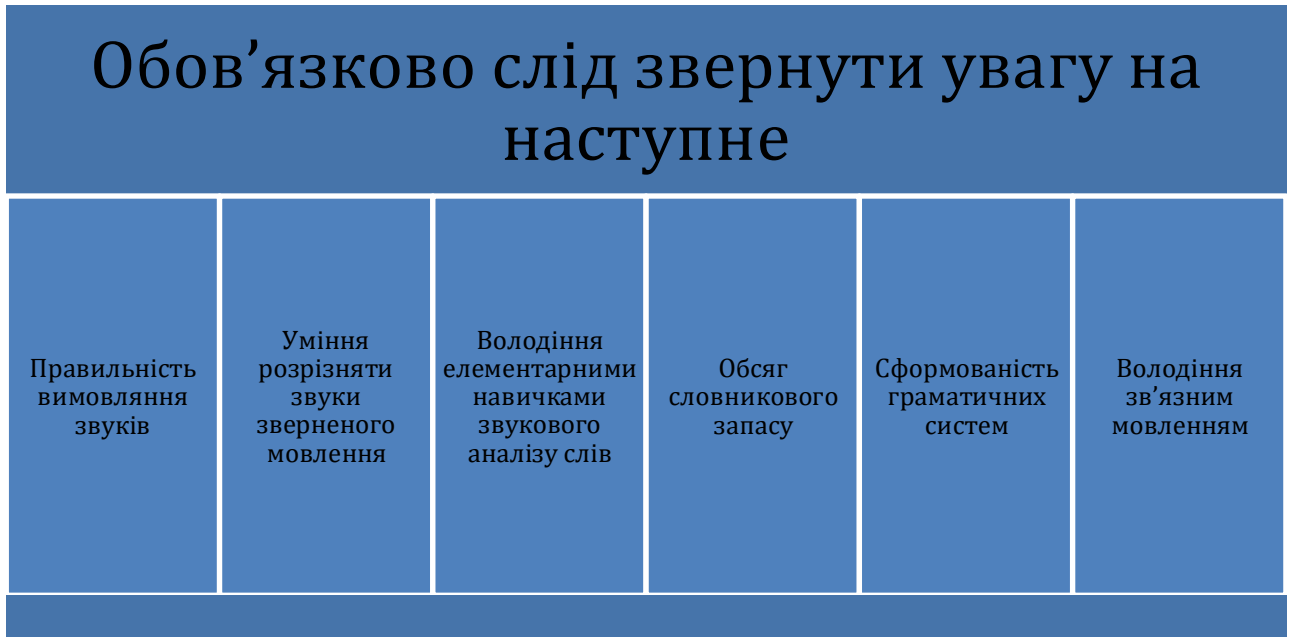 Обов’язково слід звернути увагу на
наступне
Правильність
вимовляння
звуків
Уміння
розрізняти
звуки
зверненого
мовлення
Володіння
елементарними
навичками
звукового
аналізу слів
Обсяг
словникового
запасу
Сформованість
граматичних
систем
Володіння
зв’язним
мовленням